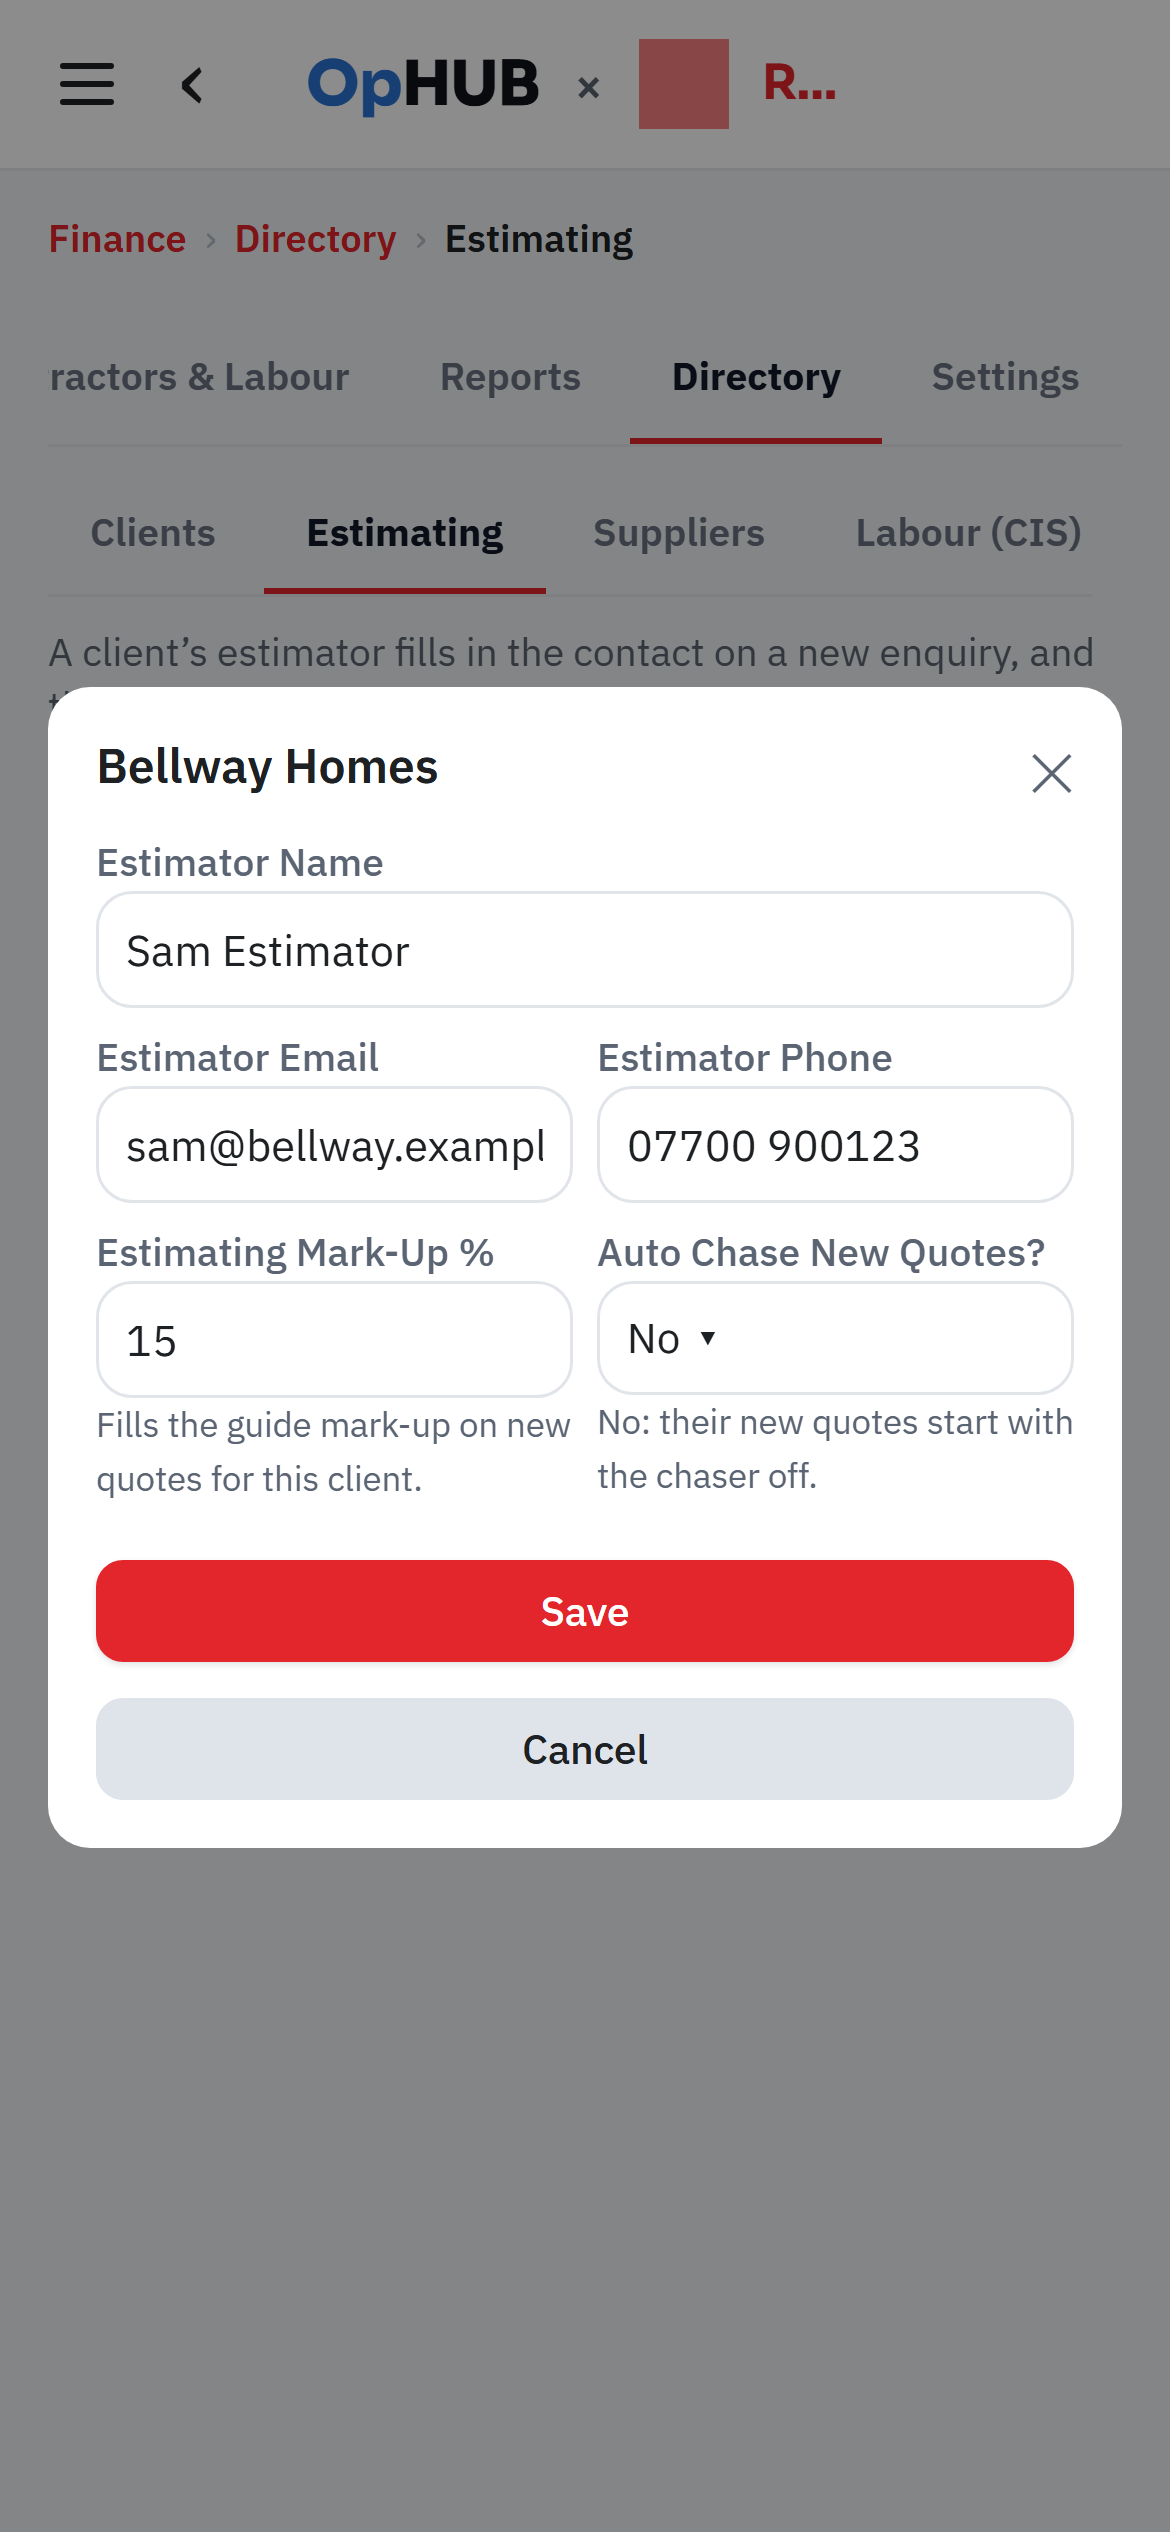 OpHUB × R...
Finance › Directory › Estimating
ractors & Labour Reports Directory Settings
Clients Estimating Suppliers Labour (CIS)
A client’s estimator fills in the contact on a new enquiry, and
Bellway Homes
Estimator Name
Sam Estimator
Estimator Email Estimator Phone
sam@bellway.exampl 07700 900123
Estimating Mark-Up % Auto Chase New Quotes?
15 No ▼
Fills the guide mark-up on new No: their new quotes start with
quotes for this client. the chaser off.
Save
Cancel